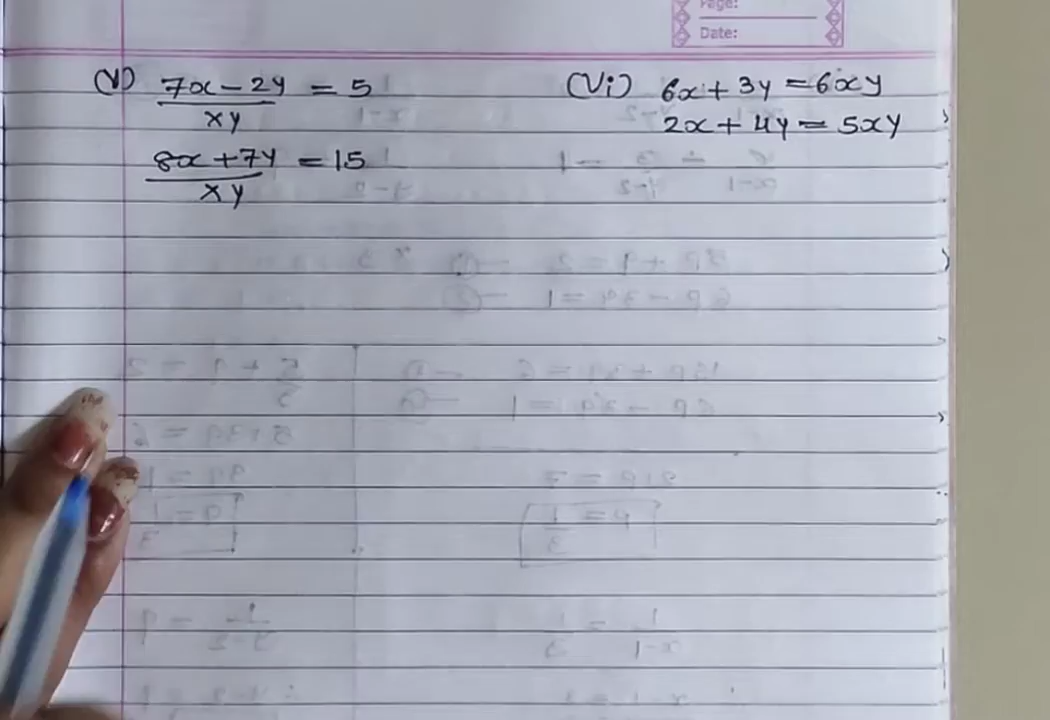 Page:
Date:
(V) 7x - 2y / xy = 5
8x + 7y / xy = 15
(Vi) 6x + 3y = 6xy
2x + 4y = 5xy